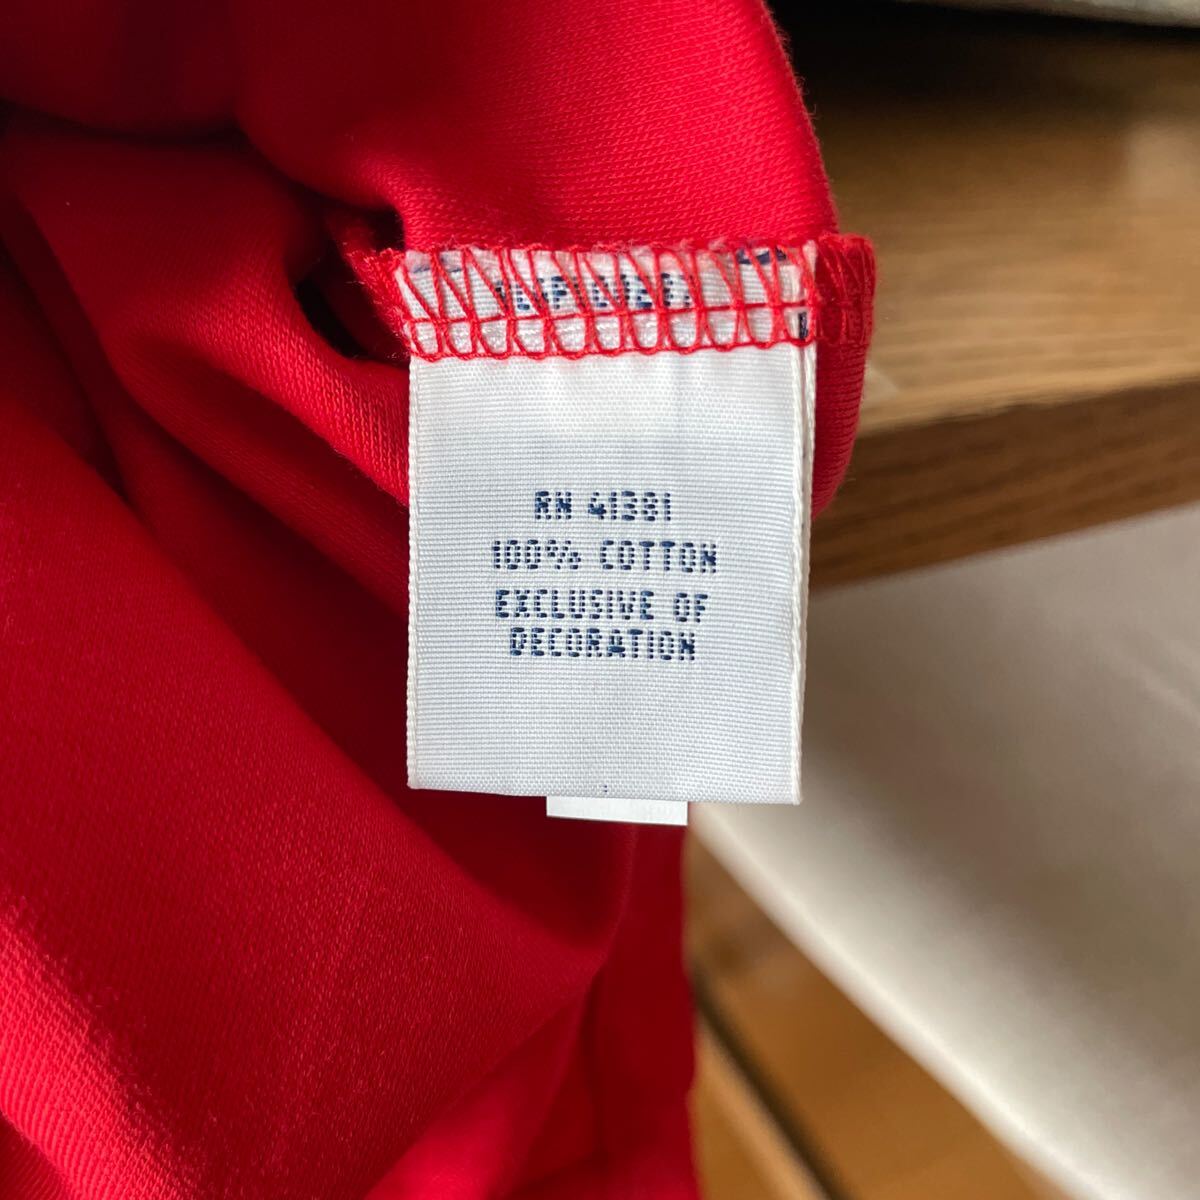 RN 41381
100% COTTON
EXCLUSIVE OF
DECORATION